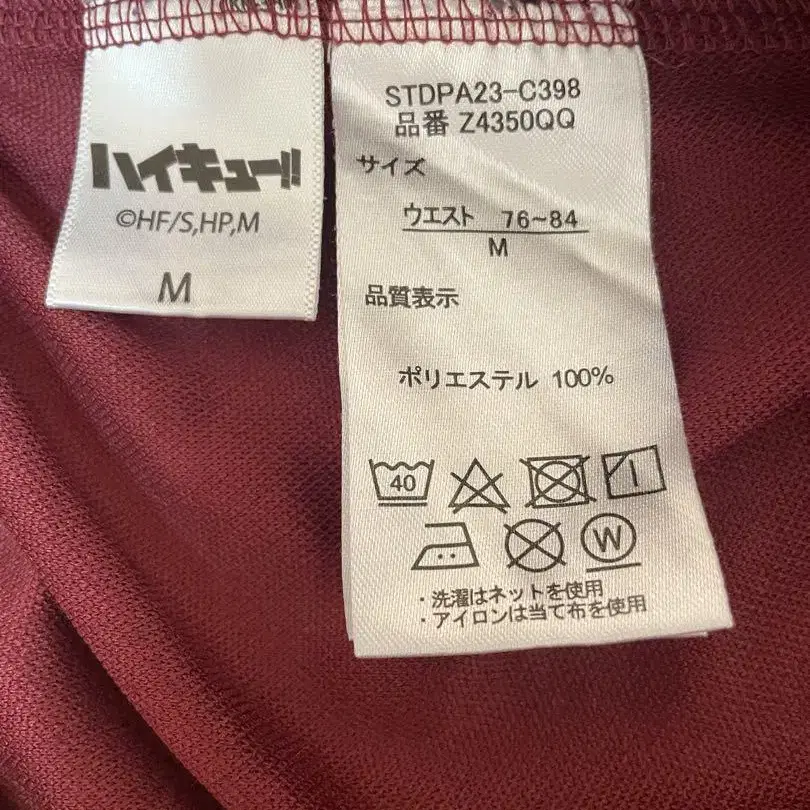 ハイキュー!!
©HF/S,HP,M
M
STDPA23-C398
品番 Z4350QQ
サイズ
ウエスト 76~84
M
品質表示
ポリエステル 100%
40
W
・洗濯はネットを使用
・アイロンは当て布を使用